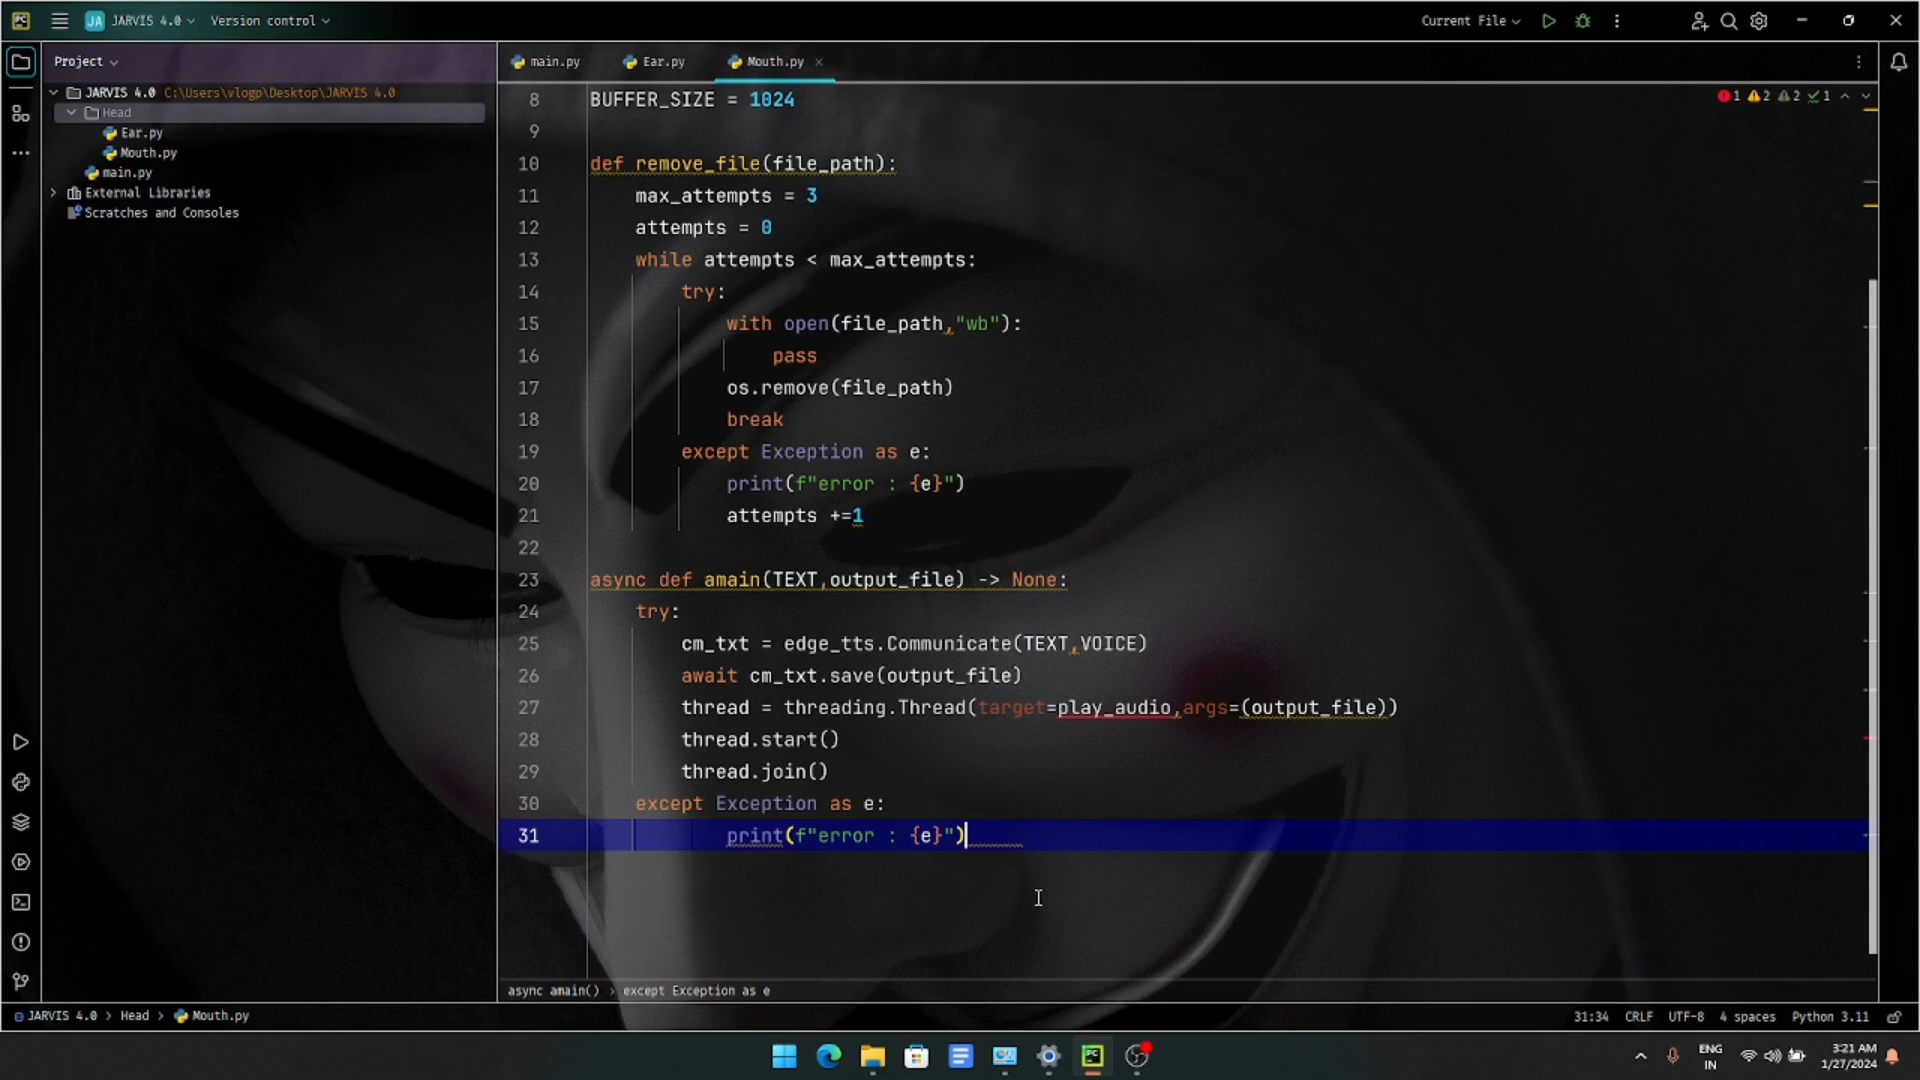 PC JA JARVIS 4.0 Version control Current File
Project
JARVIS 4.0 C:\Users\vlogp\Desktop\JARVIS 4.0
Head
Ear.py
Mouth.py
main.py
External Libraries
Scratches and Consoles
main.py Ear.py Mouth.py
1 2 2 1
8 BUFFER_SIZE = 1024
9
10 def remove_file(file_path):
11 max_attempts = 3
12 attempts = 0
13 while attempts < max_attempts:
14 try:
15 with open(file_path,"wb"):
16 pass
17 os.remove(file_path)
18 break
19 except Exception as e:
20 print(f"error : {e}")
21 attempts +=1
22
23 async def amain(TEXT,output_file) -> None:
24 try:
25 cm_txt = edge_tts.Communicate(TEXT,VOICE)
26 await cm_txt.save(output_file)
27 thread = threading.Thread(target=play_audio,args=(output_file))
28 thread.start()
29 thread.join()
30 except Exception as e:
31 print(f"error : {e}")
async amain() › except Exception as e
JARVIS 4.0 > Head > Mouth.py 31:34 CRLF UTF-8 4 spaces Python 3.11
PC ENG
IN
3:21 AM
1/27/2024